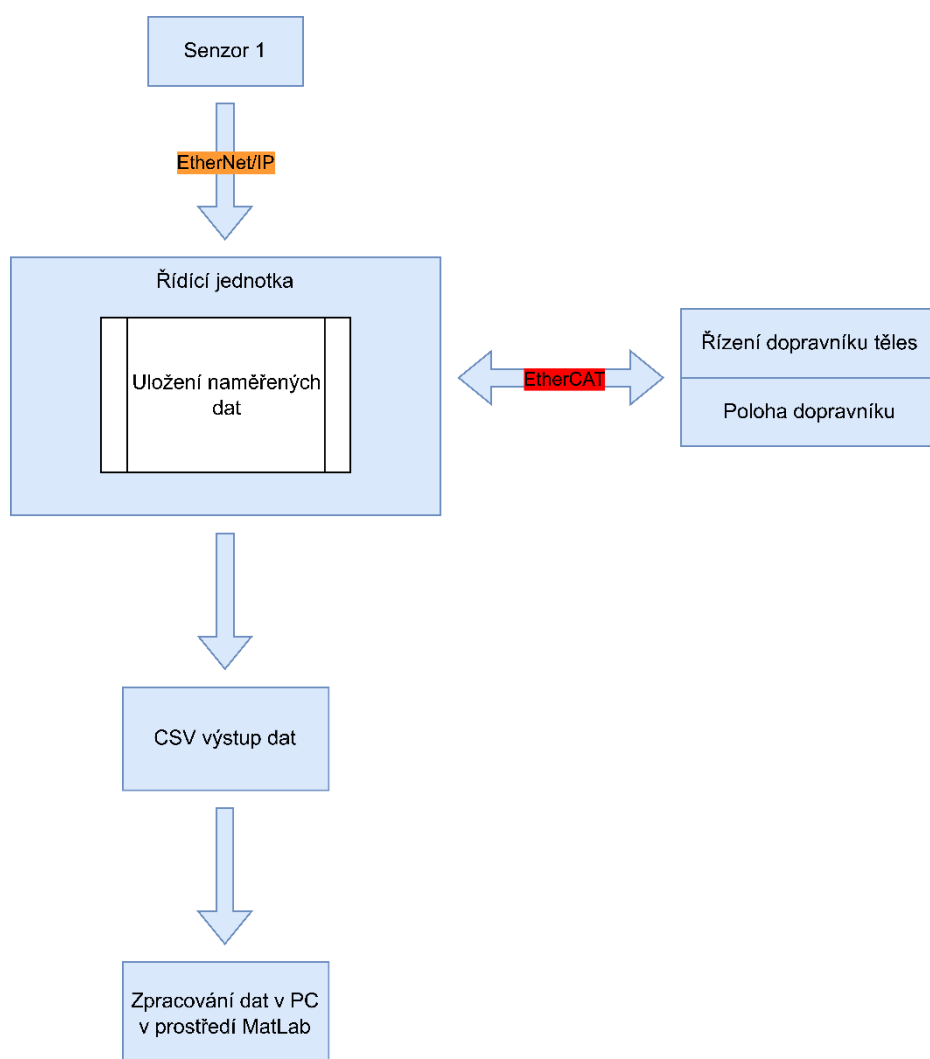 Senzor 1
EtherNet/IP
Řídící jednotka
Uložení naměřených
dat
EtherCAT
Řízení dopravníku těles
Poloha dopravníku
CSV výstup dat
Zpracování dat v PC
v prostředí MatLab